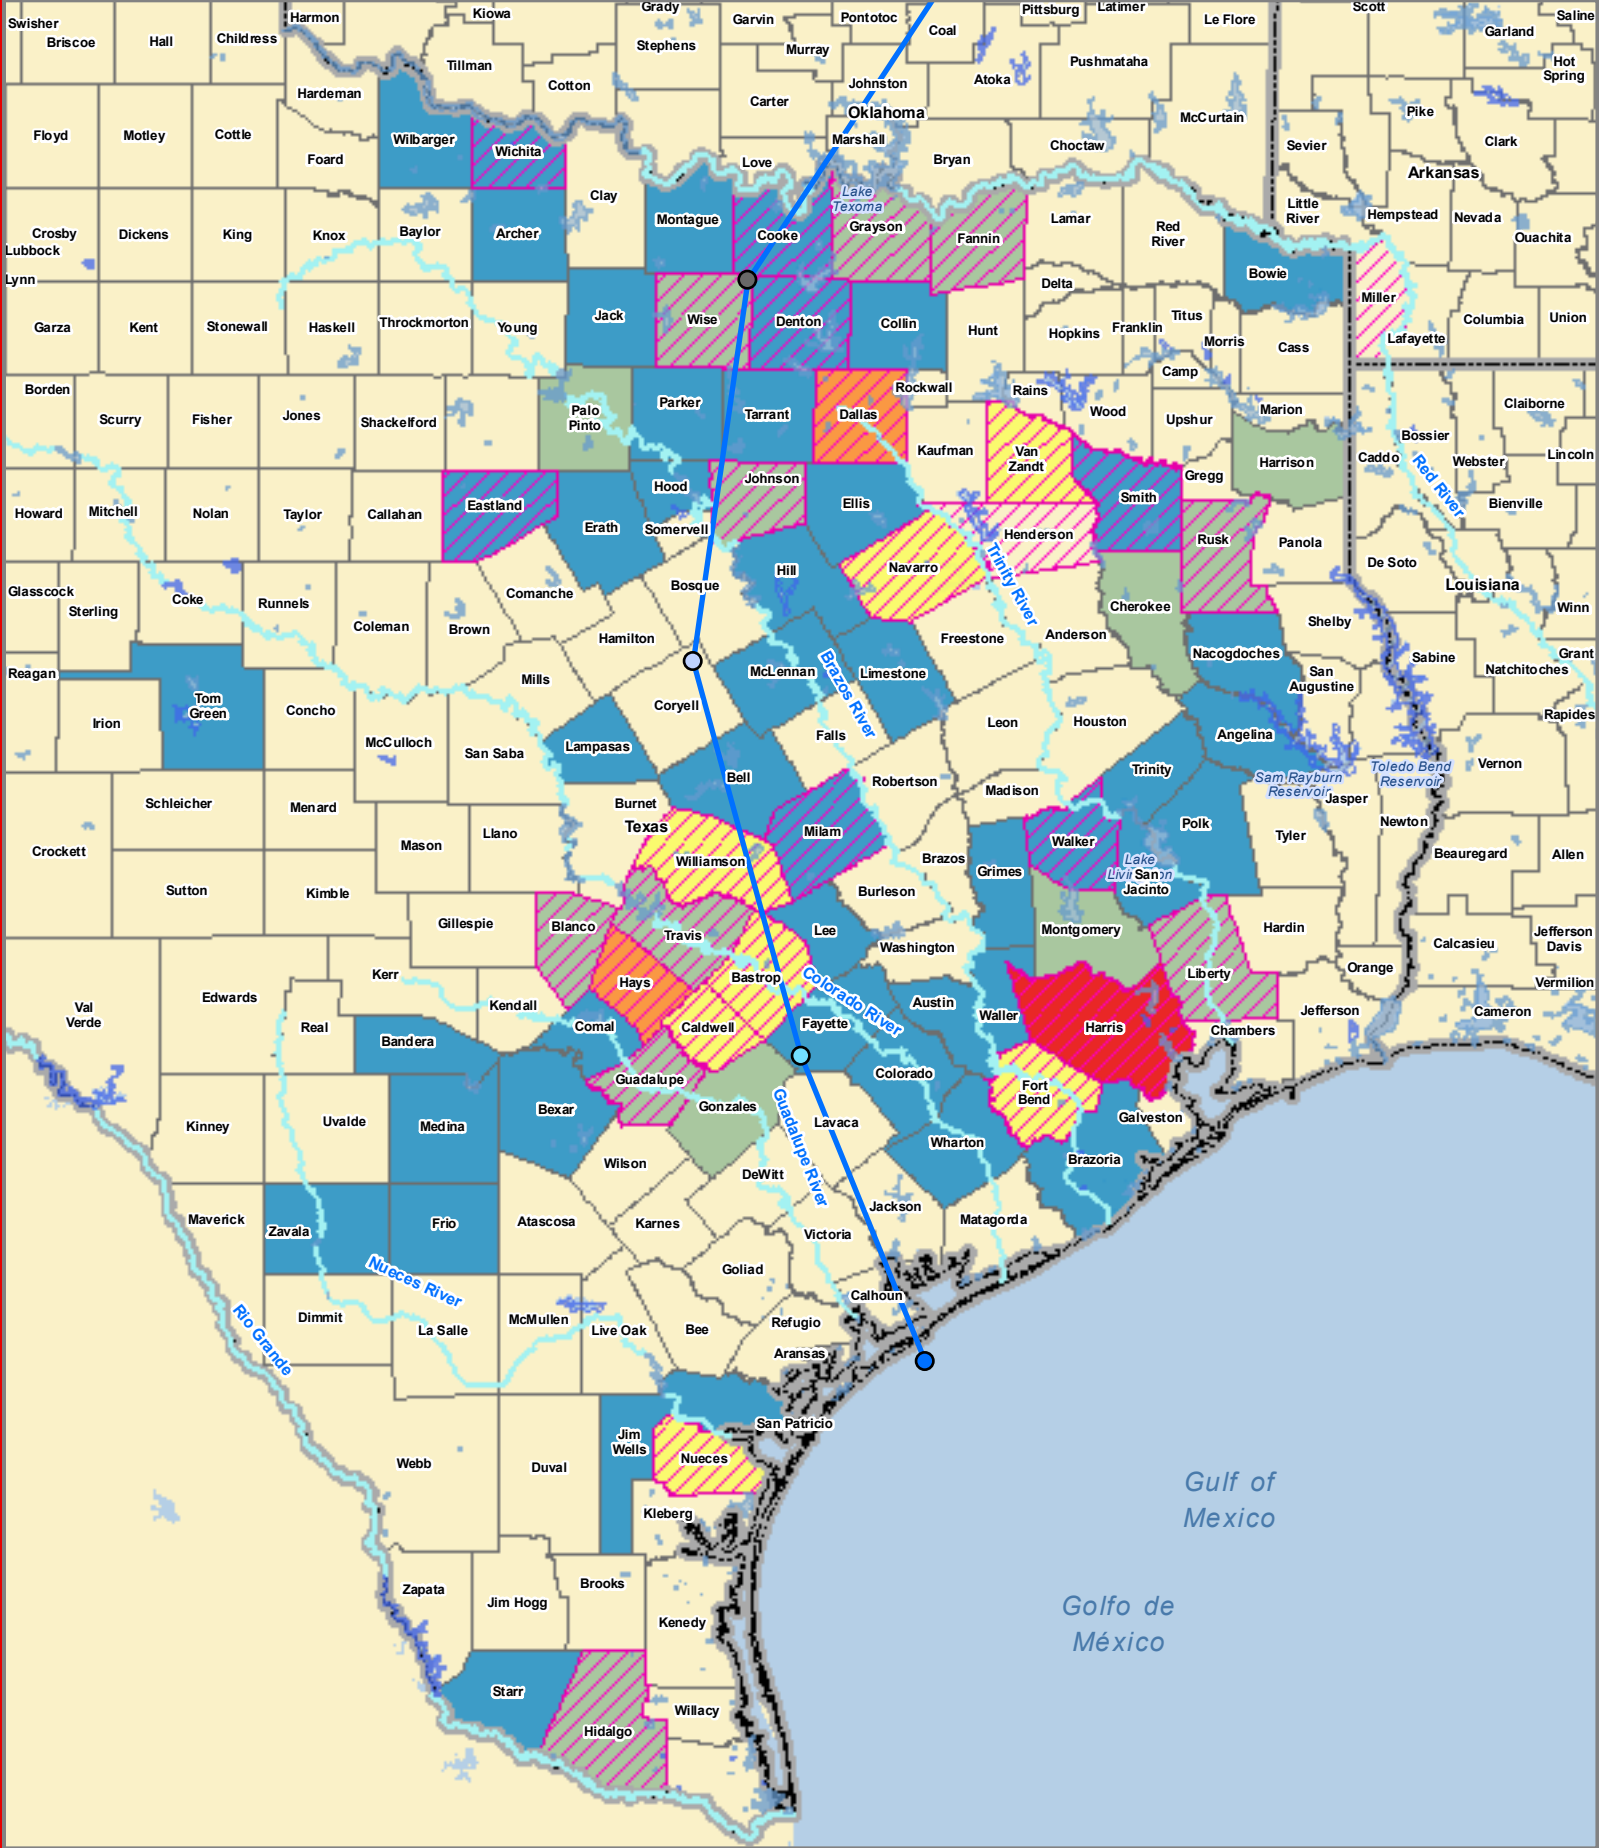 Swisher
Briscoe
Hall
Childress
Harmon
Kiowa
Grady
Stephens
Garvin
Murray
Pontotoc
Coal
Pittsburg
Latimer
Le Flore
Scott
Garland
Saline
Hot
Spring
Tillman
Cotton
Carter
Johnston
Atoka
Pushmataha
McCurtain
Pike
Clark
Sevier
Hardeman
Oklahoma
Marshall
Love
Bryan
Choctaw
Arkansas
Floyd
Motley
Cottle
Foard
Wilbarger
Wichita
Clay
Montague
Cooke
Lake
Texoma
Grayson
Fannin
Lamar
Red
River
Little
River
Hempstead
Nevada
Ouachita
Crosby
Lubbock
Lynn
Dickens
King
Knox
Baylor
Archer
Bowie
Miller
Lafayette
Columbia
Union
Garza
Kent
Stonewall
Haskell
Throckmorton
Young
Jack
Wise
Denton
Collin
Hunt
Delta
Hopkins
Franklin
Titus
Morris
Cass
Camp
Borden
Scurry
Fisher
Jones
Shackelford
Palo
Pinto
Parker
Tarrant
Dallas
Rockwall
Rains
Wood
Upshur
Marion
Claiborne
Bossier
Caddo
Webster
Lincoln
Bienville
Red River
Kaufman
Van
Zandt
Smith
Gregg
Harrison
Howard
Mitchell
Nolan
Taylor
Callahan
Eastland
Erath
Hood
Somervell
Johnson
Ellis
Navarro
Henderson
Trinity River
Rusk
Panola
De Soto
Louisiana
Winn
Grant
Glasscock
Sterling
Coke
Runnels
Coleman
Brown
Comanche
Hamilton
Bosque
Hill
Freestone
Anderson
Cherokee
Shelby
Nacogdoches
San
Augustine
Sabine
Natchitoches
Rapides
Reagan
Irion
Tom
Green
Concho
McCulloch
Mills
San Saba
Lampasas
Coryell
McLennan
Brazos River
Limestone
Falls
Leon
Houston
Angelina
Sam Rayburn
Reservoir
Toledo Bend
Reservoir
Vernon
Jasper
Newton
Crockett
Schleicher
Menard
Mason
Llano
Burnet
Texas
Bell
Williamson
Milam
Robertson
Madison
Trinity
Polk
Tyler
Beauregard
Allen
Sutton
Kimble
Brazos
Grimes
Walker
Lake
Livingston
San
Jacinto
Gillespie
Blanco
Travis
Lee
Burleson
Washington
Montgomery
Liberty
Hardin
Calcasieu
Jefferson
Davis
Vermilion
Orange
Jefferson
Cameron
Chambers
Val
Verde
Edwards
Kerr
Kendall
Real
Hays
Bastrop
Colorado River
Austin
Waller
Harris
Comal
Caldwell
Fayette
Bandera
Guadalupe
Gonzales
Colorado
Fort
Bend
Galveston
Kinney
Uvalde
Medina
Bexar
Guadalupe River
Lavaca
Wharton
Brazoria
Wilson
DeWitt
Maverick
Zavala
Frio
Atascosa
Karnes
Jackson
Matagorda
Victoria
Goliad
Nueces River
Rio Grande
Dimmit
La Salle
McMullen
Live Oak
Bee
Refugio
Calhoun
Aransas
San Patricio
Webb
Duval
Jim
Wells
Nueces
Kleberg
Gulf of
Mexico
Golfo de
México
Zapata
Jim Hogg
Brooks
Kenedy
Starr
Hidalgo
Willacy